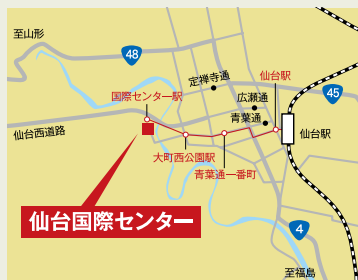 至山形
48
定禅寺通
仙台駅
国際センター駅
広瀬通
45
青葉通
仙台西道路
仙台駅
大町西公園駅
青葉通一番町
仙台国際センター
4
至福島